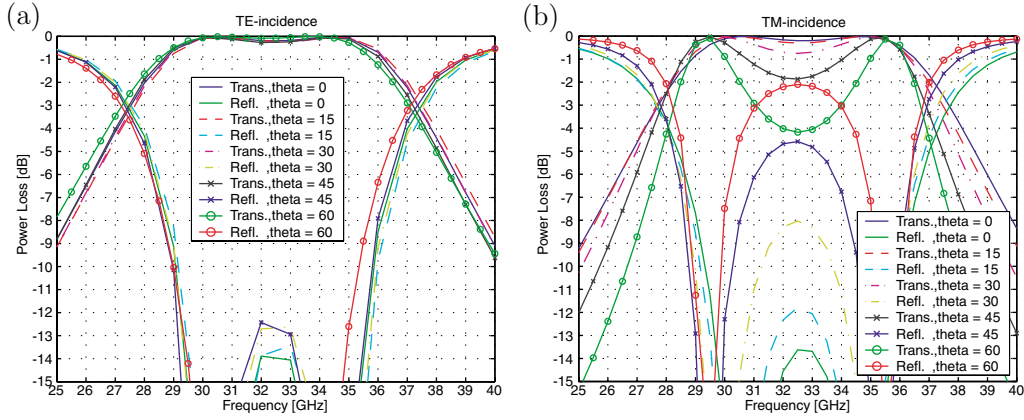 (a)
TE-incidence
Power Loss [dB]
0
-1
-2
-3
-4
-5
-6
-7
-8
-9
-10
-11
-12
-13
-14
-15
Trans.,theta = 0
Refl. ,theta = 0
Trans.,theta = 15
Refl. ,theta = 15
Trans.,theta = 30
Refl. ,theta = 30
Trans.,theta = 45
Refl. ,theta = 45
Trans.,theta = 60
Refl. ,theta = 60
25 26 27 28 29 30 31 32 33 34 35 36 37 38 39 40
Frequency [GHz]
(b)
TM-incidence
Power Loss [dB]
0
-1
-2
-3
-4
-5
-6
-7
-8
-9
-10
-11
-12
-13
-14
-15
Trans.,theta = 0
Refl. ,theta = 0
Trans.,theta = 15
Refl. ,theta = 15
Trans.,theta = 30
Refl. ,theta = 30
Trans.,theta = 45
Refl. ,theta = 45
Trans.,theta = 60
Refl. ,theta = 60
25 26 27 28 29 30 31 32 33 34 35 36 37 38 39 40
Frequency [GHz]